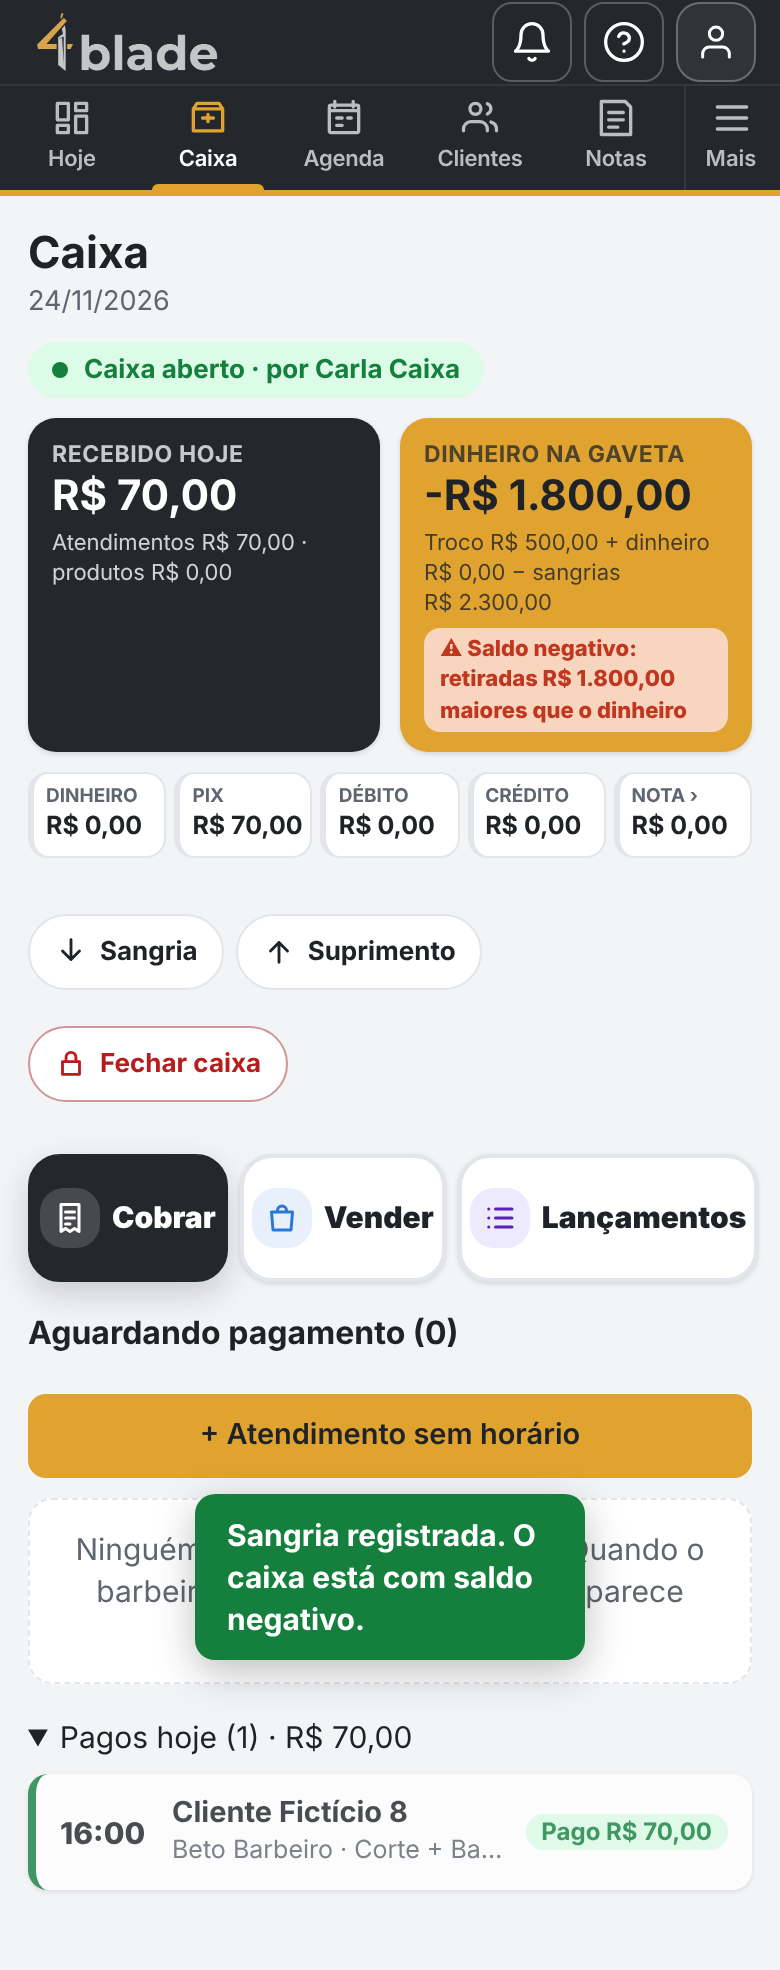 4blade
Hoje
Caixa
Agenda
Clientes
Notas
Mais
Caixa
24/11/2026
Caixa aberto · por Carla Caixa
RECEBIDO HOJE
R$ 70,00
Atendimentos R$ 70,00 ·
produtos R$ 0,00
DINHEIRO NA GAVETA
-R$ 1.800,00
Troco R$ 500,00 + dinheiro
R$ 0,00 − sangrias
R$ 2.300,00
⚠ Saldo negativo:
retiradas R$ 1.800,00
maiores que o dinheiro
DINHEIRO
R$ 0,00
PIX
R$ 70,00
DÉBITO
R$ 0,00
CRÉDITO
R$ 0,00
NOTA ›
R$ 0,00
↓ Sangria
↑ Suprimento
Fechar caixa
Cobrar
Vender
Lançamentos
Aguardando pagamento (0)
+ Atendimento sem horário
Ninguém
o
Sangria registrada. O
caixa está com saldo
negativo.
▼ Pagos hoje (1) · R$ 70,00
16:00
Cliente Fictício 8
Beto Barbeiro · Corte + Ba...
Pago R$ 70,00